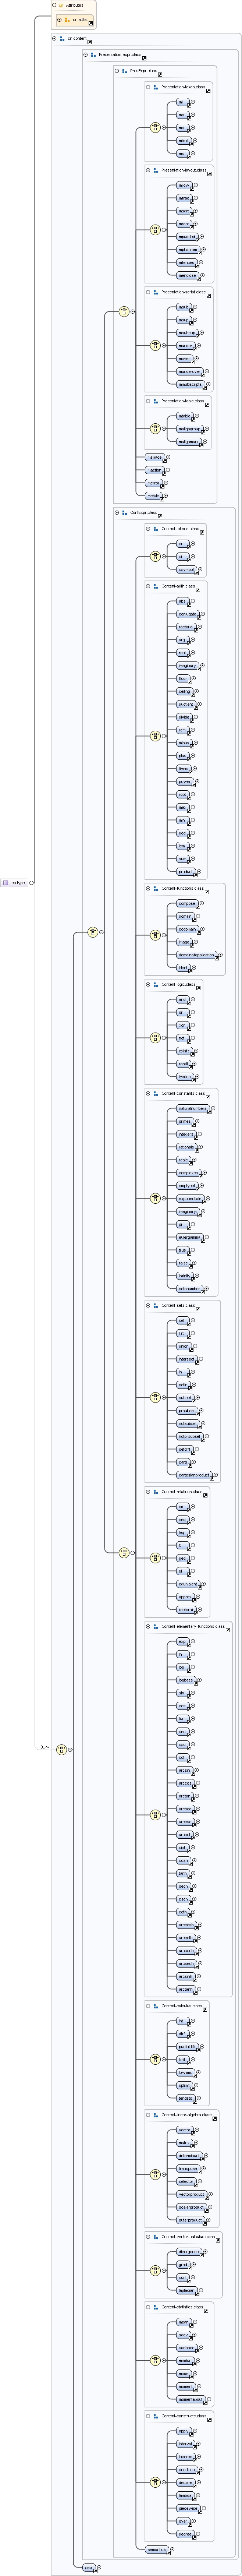 Attributes
cn.attlist
cn.content
Presentation-expr.class
PresExpr.class
Presentation-token.class
mi
mn
mo
mtext
ms
Presentation-layout.class
mrow
mfrac
msqrt
mroot
mpadded
mphantom
mfenced
menclose
Presentation-script.class
msub
msup
msubsup
munder
mover
munderover
mmultiscripts
Presentation-table.class
mtable
maligngroup
malignmark
mspace
maction
merror
mstyle
ContExpr.class
Content-tokens.class
cn
ci
csymbol
Content-arith.class
abs
conjugate
factorial
arg
real
imaginary
floor
ceiling
quotient
divide
rem
minus
plus
times
power
root
max
min
gcd
lcm
sum
product
cn.type
Content-functions.class
compose
domain
codomain
image
domainofapplication
ident
Content-logic.class
and
or
xor
not
exists
forall
implies
Content-constants.class
naturalnumbers
primes
integers
rationals
reals
complexes
emptyset
exponentiale
imaginaryi
pi
eulergamma
true
false
infinity
notanumber
Content-sets.class
set
list
union
intersect
in
notin
subset
prsubset
notsubset
notprsubset
setdiff
card
cartesianproduct
Content-relations.class
eq
neq
leq
lt
geq
gt
equivalent
approx
factorof
Content-elementary-functions.class
exp
ln
log
logbase
sin
cos
tan
sec
csc
cot
arcsin
arccos
arctan
arcsec
arccsc
arccot
sinh
cosh
tanh
sech
csch
coth
arccosh
arccoth
arccsch
arcsech
arcsinh
arctanh
0..∞
Content-calculus.class
int
diff
partialdiff
limit
lowlimit
uplimit
tendsto
Content-linear-algebra.class
vector
matrix
determinant
transpose
selector
vectorproduct
scalarproduct
outerproduct
Content-vector-calculus.class
divergence
grad
curl
laplacian
Content-statistics.class
mean
sdev
variance
median
mode
moment
momentabout
Content-constructs.class
apply
interval
inverse
condition
declare
lambda
piecewise
bvar
degree
semantics
sep